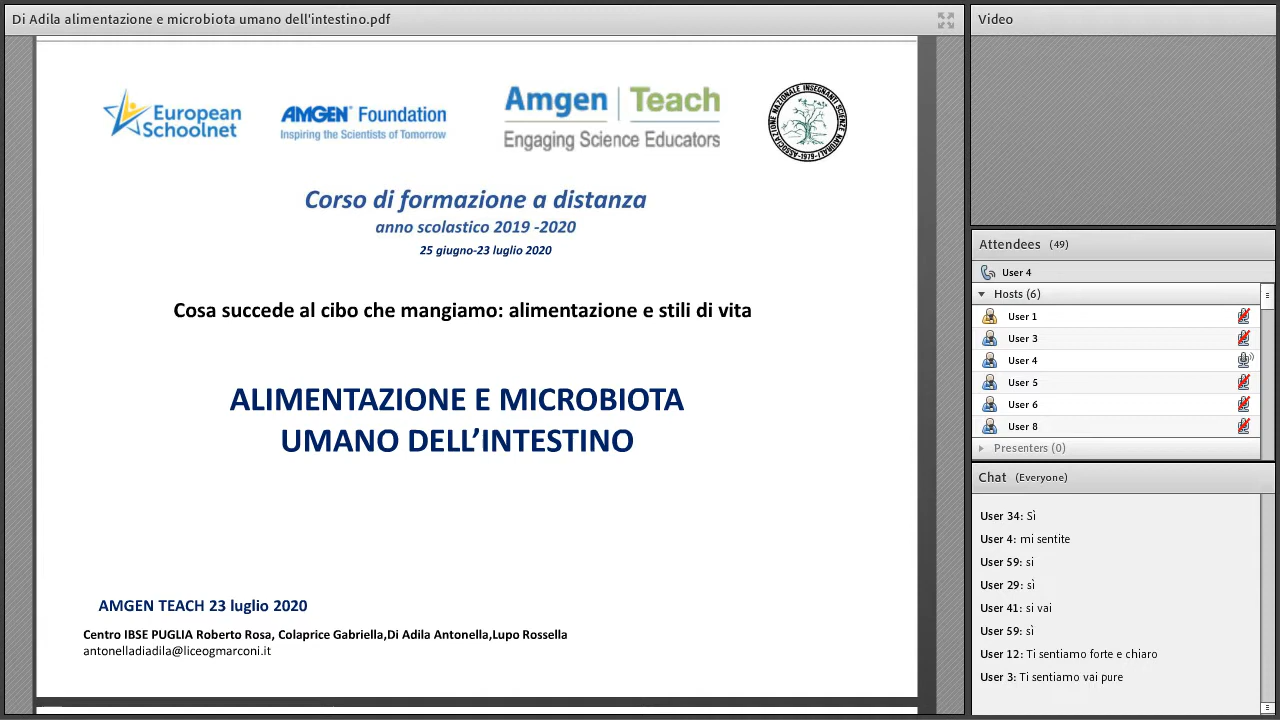 Di Adila alimentazione e microbiota umano dell'intestino.pdf
European
Schoolnet
AMGEN® Foundation
Inspiring the Scientists of Tomorrow
Amgen | Teach
Engaging Science Educators
ASSOCIAZIONE NAZIONALE INSEGNANTI SCIENZE NATURALI
-1979-
Corso di formazione a distanza
anno scolastico 2019 -2020
25 giugno-23 luglio 2020
Cosa succede al cibo che mangiamo: alimentazione e stili di vita
ALIMENTAZIONE E MICROBIOTA
UMANO DELL’INTESTINO
AMGEN TEACH 23 luglio 2020
Centro IBSE PUGLIA Roberto Rosa, Colaprice Gabriella,Di Adila Antonella,Lupo Rossella
antonelladiadila@liceogmarconi.it
Video
Attendees (49)
User 4
Hosts (6)
User 1
User 3
User 4
User 5
User 6
User 8
Presenters (0)
Chat (Everyone)
User 34: Sì
User 4: mi sentite
User 59: si
User 29: sì
User 41: si vai
User 59: sì
User 12: Ti sentiamo forte e chiaro
User 3: Ti sentiamo vai pure